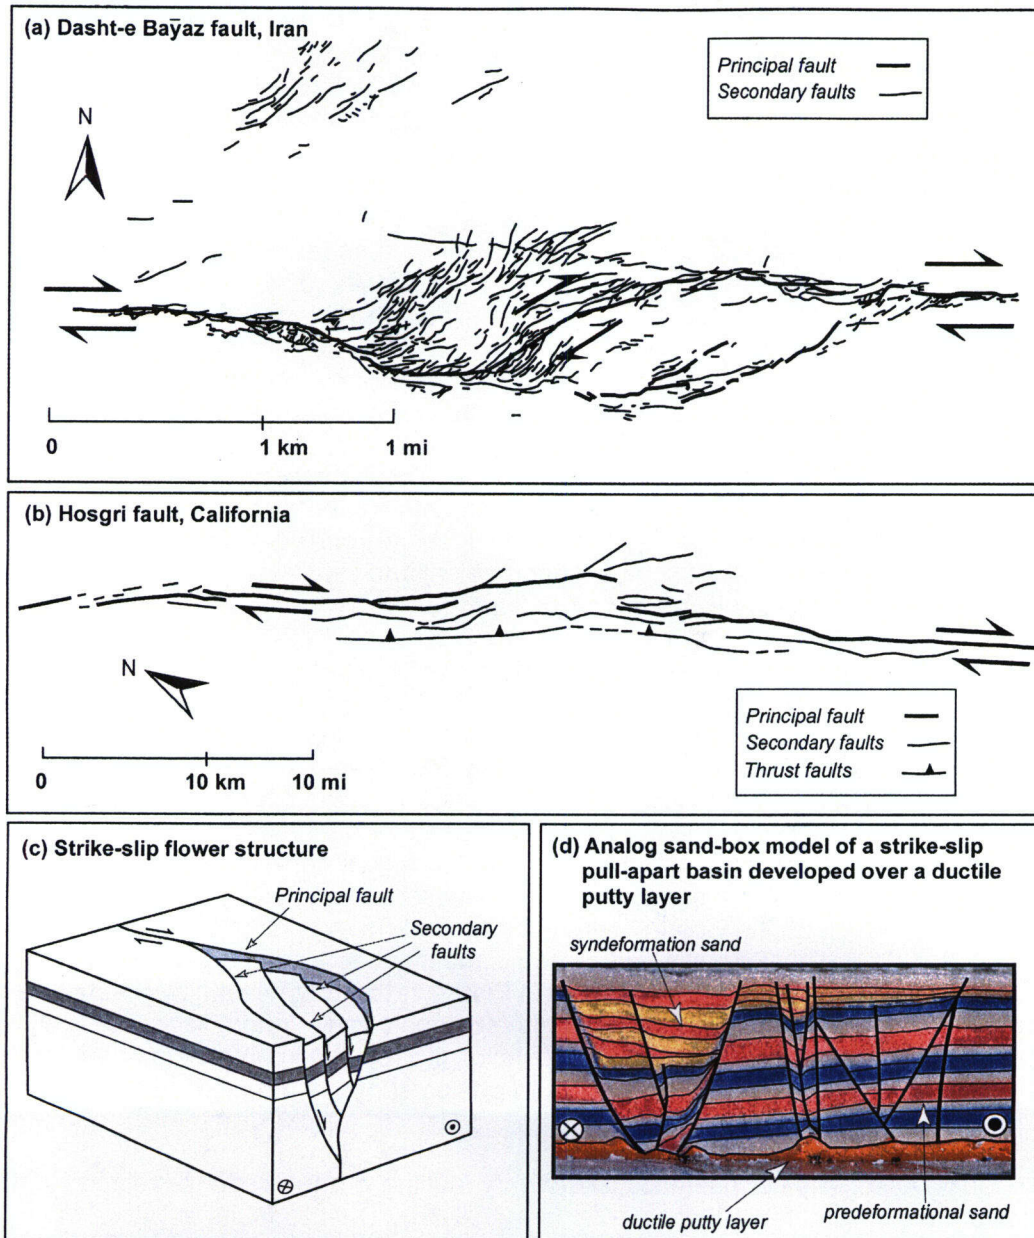 (a) Dasht-e Baȳaz fault, Iran
Principal fault
Secondary faults
N
0
1 km
1 mi
(b) Hosgri fault, California
N
0
10 km
10 mi
Principal fault
Secondary faults
Thrust faults
(c) Strike-slip flower structure
Principal fault
Secondary
faults
(d) Analog sand-box model of a strike-slip
pull-apart basin developed over a ductile
putty layer
syndeformation sand
ductile putty layer
predeformational sand